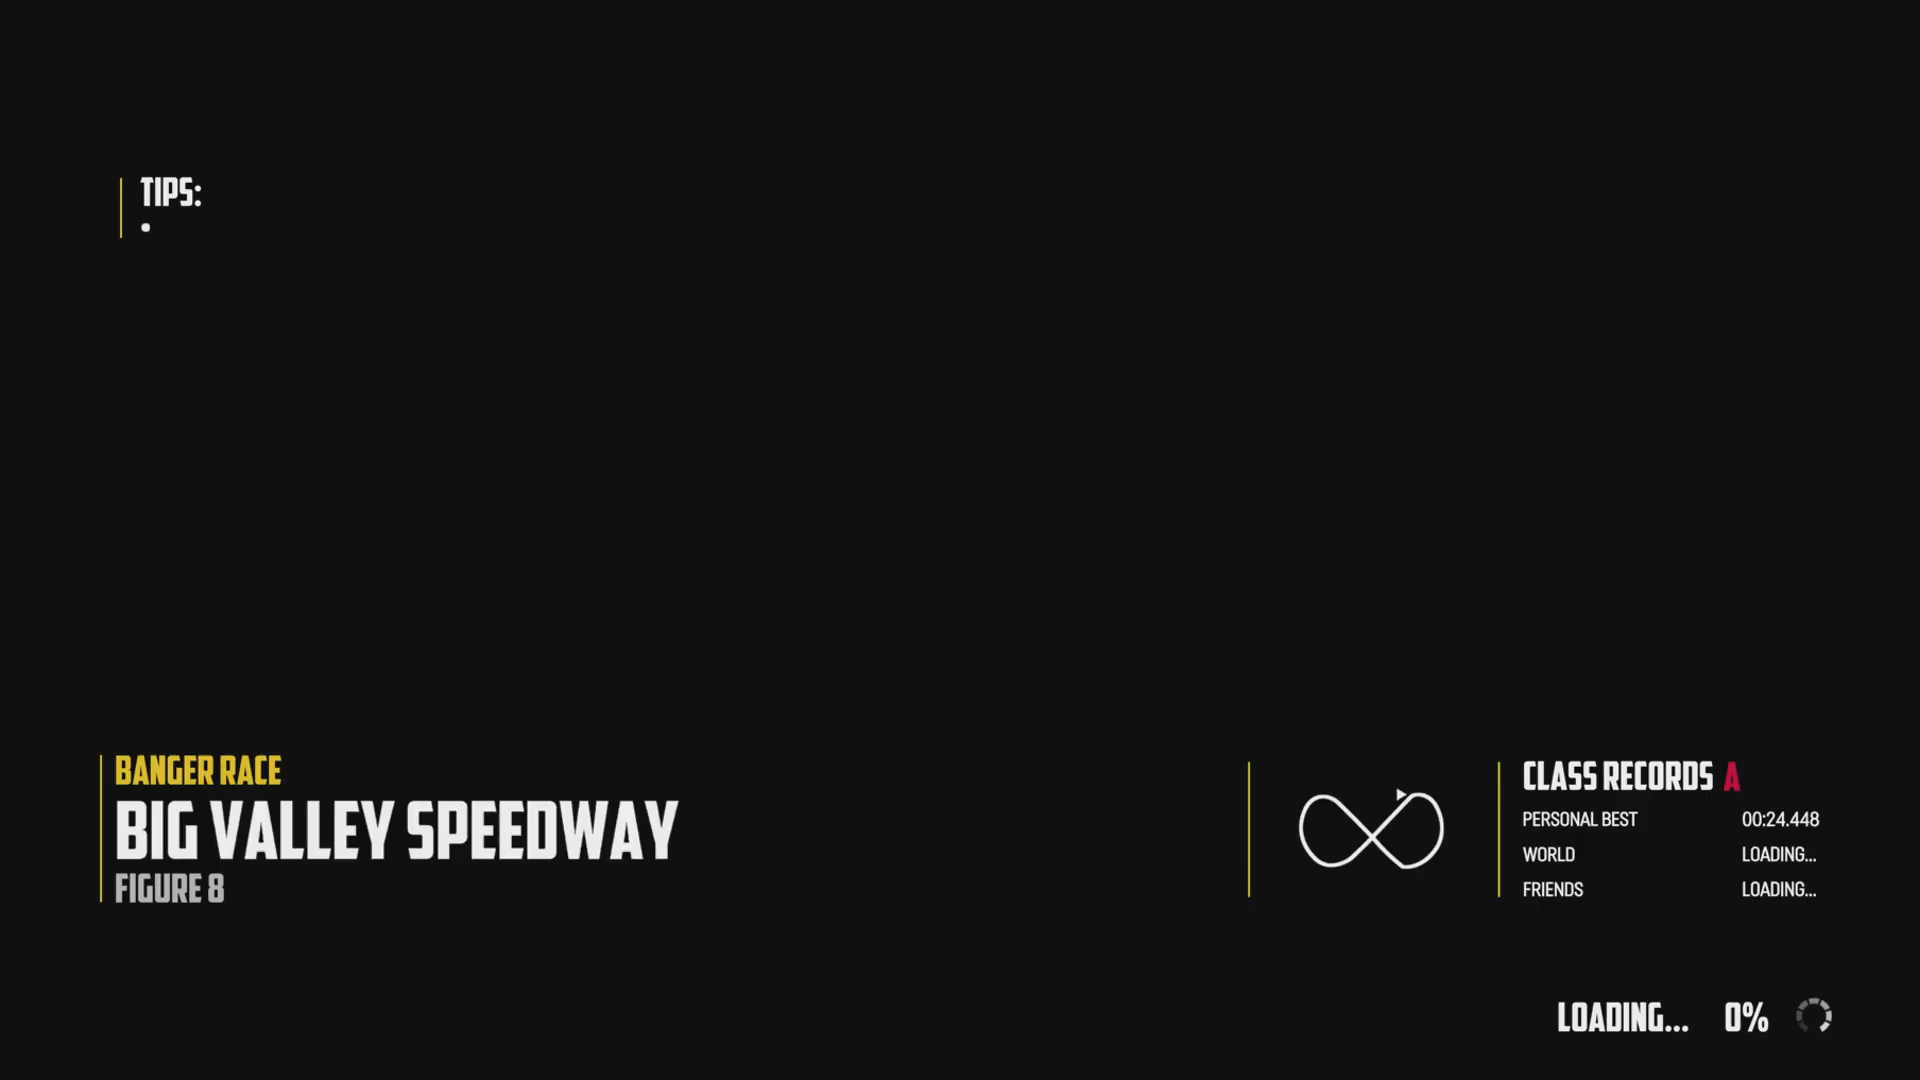 TIPS:
•
BANGER RACE
BIG VALLEY SPEEDWAY
FIGURE 8
CLASS RECORDS A
PERSONAL BEST 00:24.448
WORLD LOADING...
FRIENDS LOADING...
LOADING... 0%